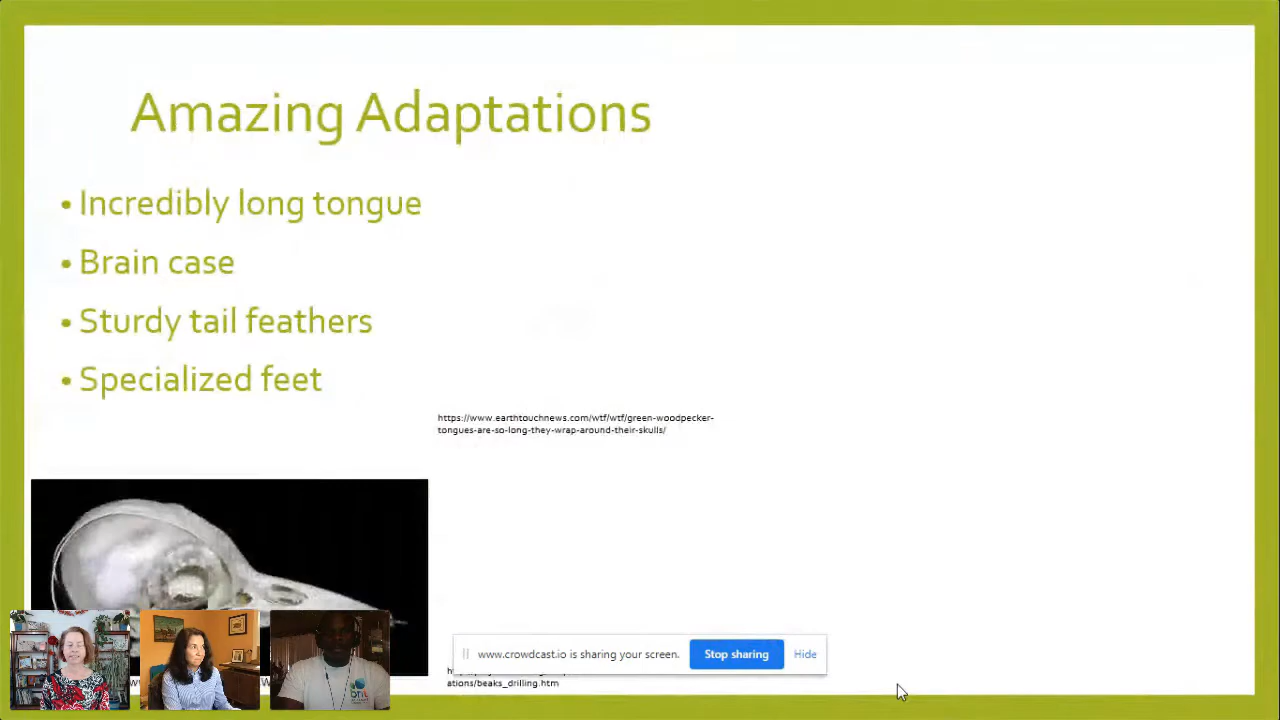 Amazing Adaptations
• Incredibly long tongue
• Brain case
• Sturdy tail feathers
• Specialized feet
https://www.earthtouchnews.com/wtf/wtf/green-woodpecker-
tongues-are-so-long-they-wrap-around-their-skulls/
www.crowdcast.io is sharing your screen.
Stop sharing
Hide
ations/beaks_drilling.htm